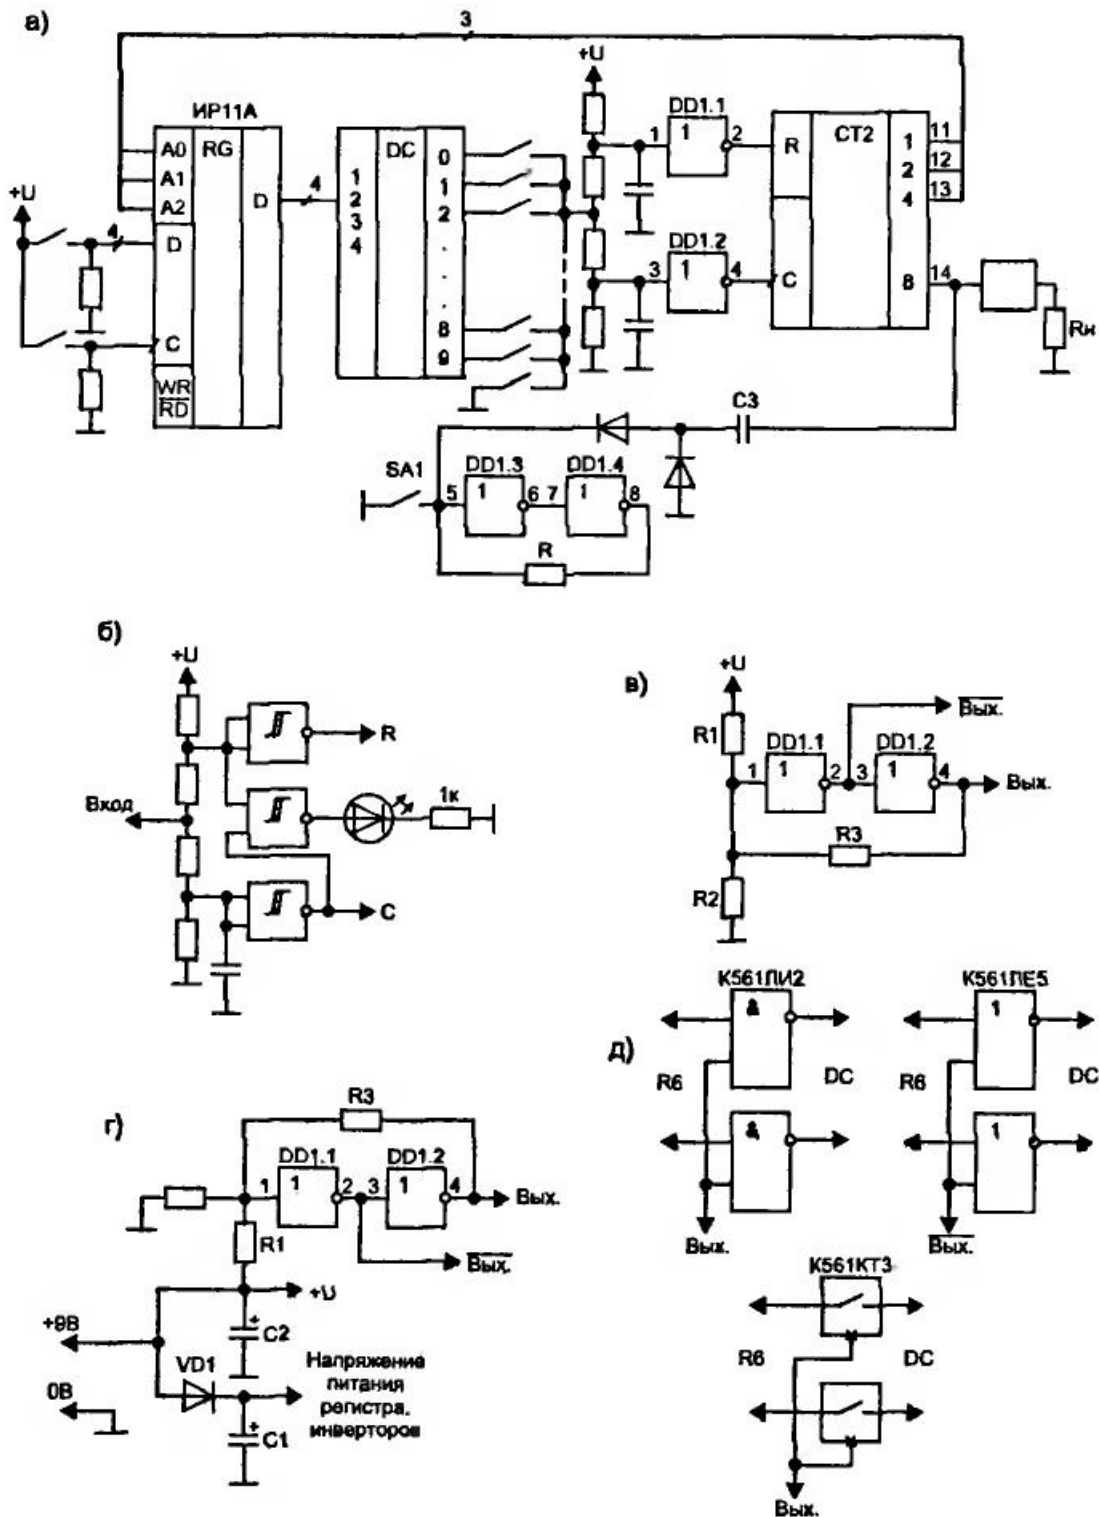 а)
3
+U
+U
ИР11А
A0
A1
A2
RG
D
D
C
WR
RD
4
4
DC
1
2
3
4
0
1
2
.
.
.
8
9
DD1.1
1
1
2
DD1.2
3
1
4
R
C
CT2
1
2
4
8
11
12
13
14
Rн
C3
SA1
DD1.3
5
1
6
DD1.4
7
1
8
R
б)
+U
R
Вход
1к
C
в)
+U
R1
DD1.1
1
1
2
DD1.2
3
1
4
Вых.
Вых.
R3
R2
г)
R3
DD1.1
1
1
2
DD1.2
3
1
4
Вых.
R1
Вых.
+U
+9В
C2
VD1
0В
C1
Напряжение
питания
регистра,
инверторов
д)
К561ЛИ2
&
R6
DC
&
Вых.
К561ЛЕ5
1
R6
DC
1
Вых.
К561КТ3
R6
DC
Вых.